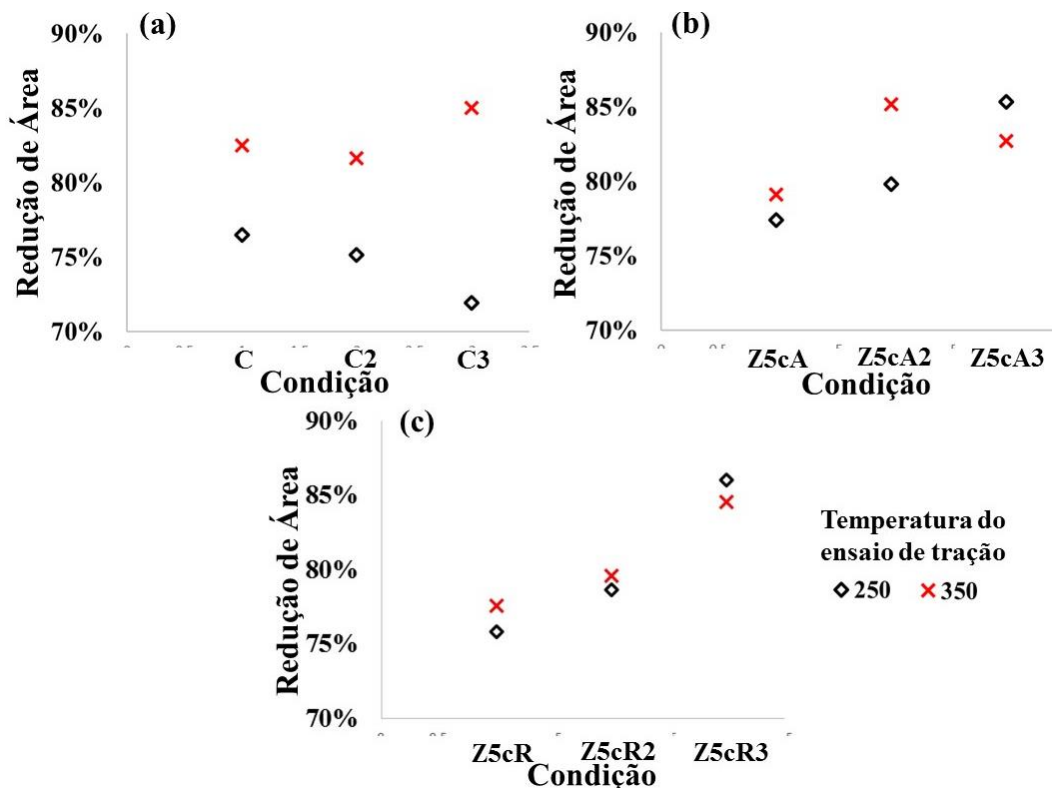 (a)
90%
85%
80%
75%
70%
Redução de Área
C C2 C3
Condição
(b)
90%
85%
80%
75%
70%
Redução de Área
Z5cA Z5cA2 Z5cA3
Condição
(c)
90%
85%
80%
75%
70%
Redução de Área
Z5cR Z5cR2 Z5cR3
Condição
Temperatura do
ensaio de tração
250 350